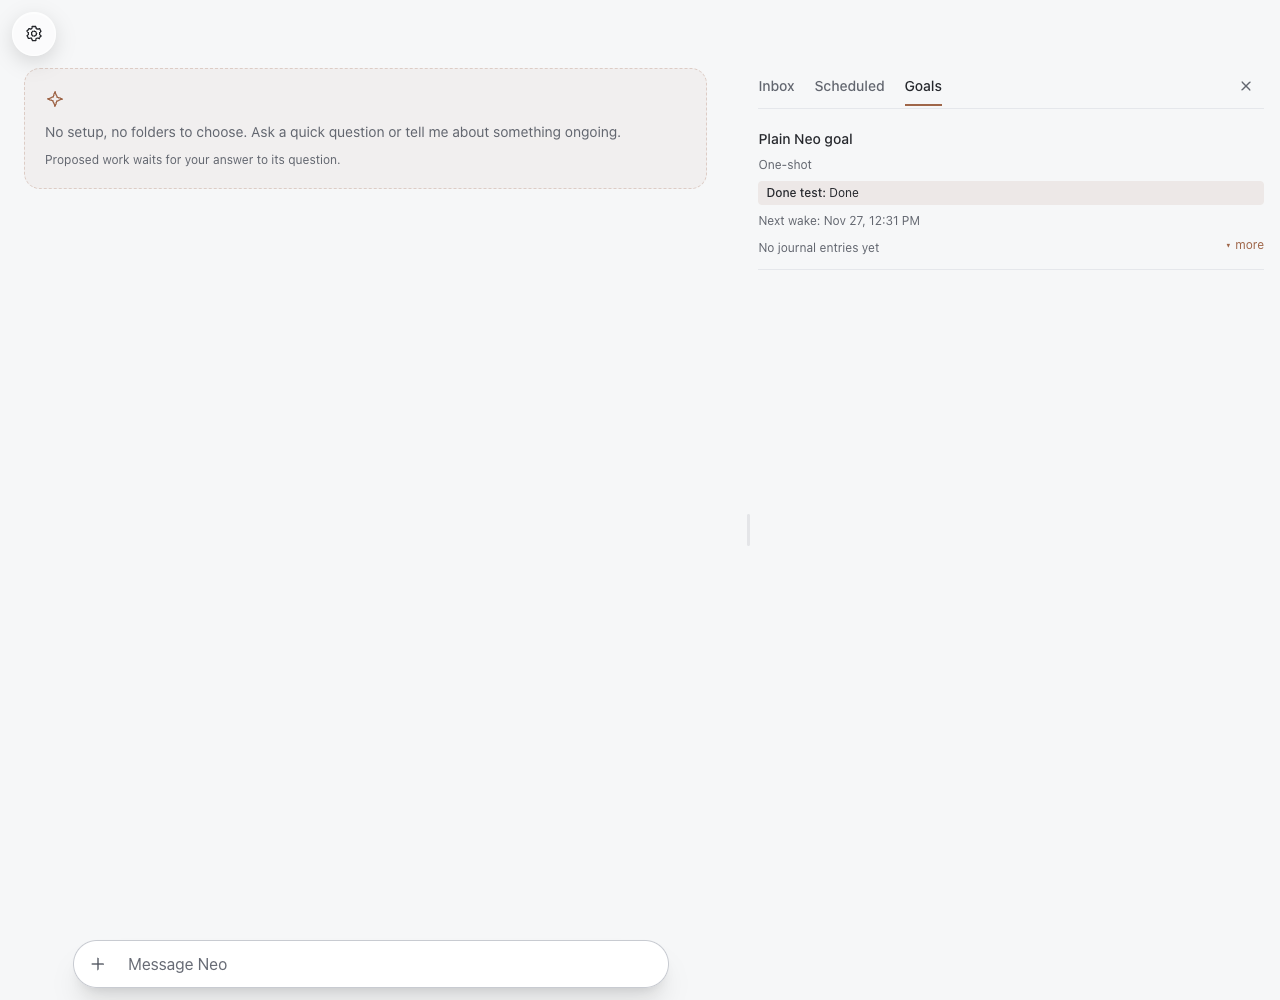 No setup, no folders to choose. Ask a quick question or tell me about something ongoing.
Proposed work waits for your answer to its question.
Inbox Scheduled Goals
Plain Neo goal
One-shot
Done test: Done
Next wake: Nov 27, 12:31 PM
No journal entries yet
more
Message Neo